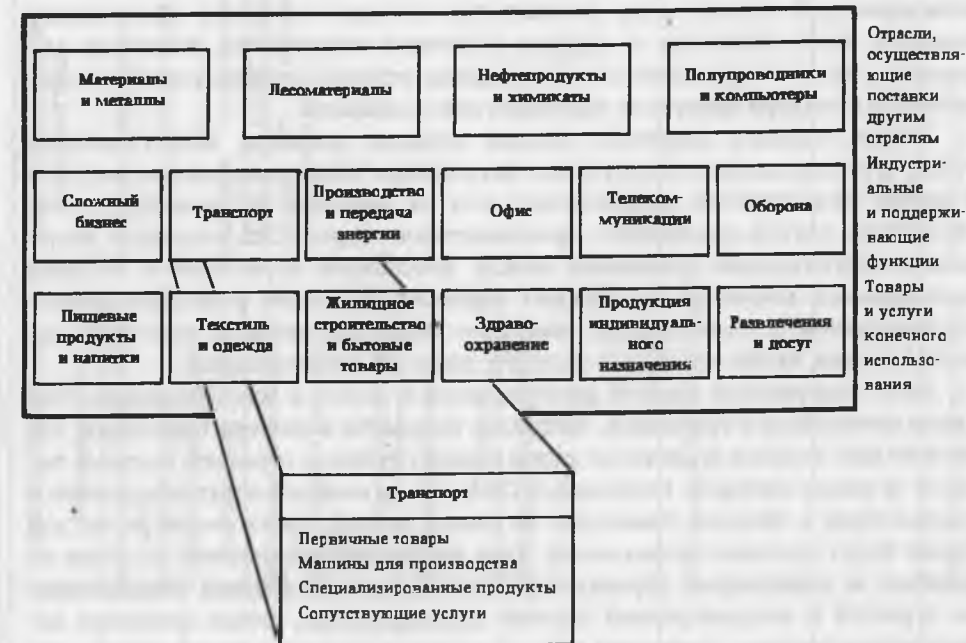 Материалы
и металлы
Лесоматериалы
Нефтепродукты
и химикаты
Полупроводники
и компьютеры
Отрасли,
осуществля-
ющие
поставки
другим
отраслям
Сложный
бизнес
Транспорт
Производство
и передача
энергии
Офис
Телеком-
муникации
Оборона
Индустри-
альные
и поддержи-
вающие
функции
Пищевые
продукты
и напитки
Текстиль
и одежда
Жилищное
строительство
и бытовые
товары
Здраво-
охранение
Продукция
индивидуаль-
ного
назначения
Развлечения
и досуг
Товары
и услуги
конечного
использо-
вания
Транспорт
Первичные товары
Машины для производства
Специализированные продукты
Сопутствующие услуги